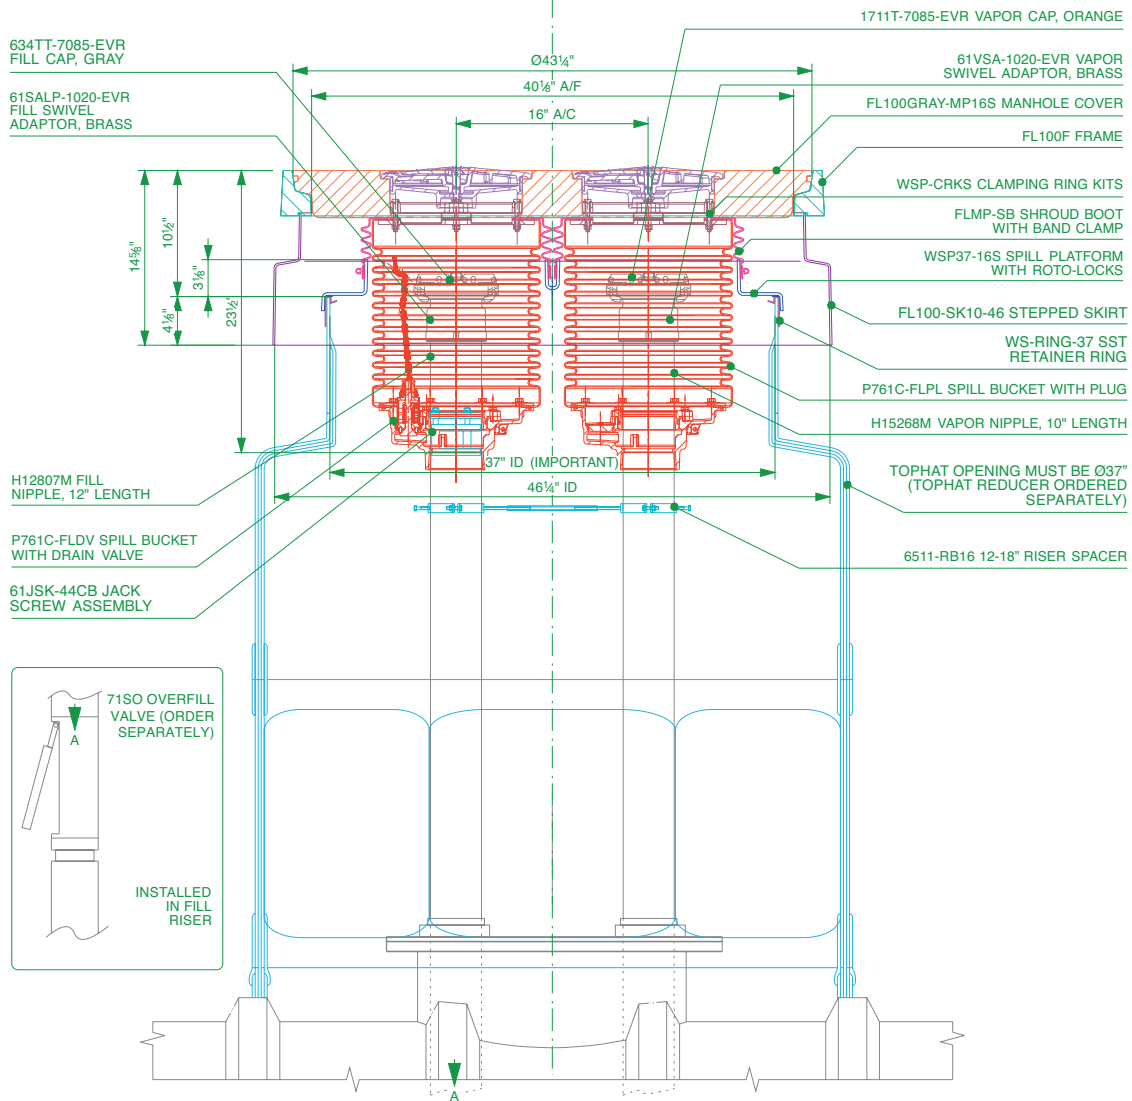 634TT-7085-EVR
FILL CAP, GRAY
61SALP-1020-EVR
FILL SWIVEL
ADAPTOR, BRASS
1711T-7085-EVR VAPOR CAP, ORANGE
61VSA-1020-EVR VAPOR
SWIVEL ADAPTOR, BRASS
FL100GRAY-MP16S MANHOLE COVER
FL100F FRAME
WSP-CRKS CLAMPING RING KITS
FLMP-SB SHROUD BOOT
WITH BAND CLAMP
WSP37-16S SPILL PLATFORM
WITH ROTO-LOCKS
FL100-SK10-46 STEPPED SKIRT
WS-RING-37 SST
RETAINER RING
P761C-FLPL SPILL BUCKET WITH PLUG
H15268M VAPOR NIPPLE, 10" LENGTH
TOPHAT OPENING MUST BE Ø37"
(TOPHAT REDUCER ORDERED
SEPARATELY)
6511-RB16 12-18" RISER SPACER
Ø43¼"
40⅛" A/F
16" A/C
14⅝"
10½"
3⅛"
4⅛"
23½"
37" ID (IMPORTANT)
46¼" ID
H12807M FILL
NIPPLE, 12" LENGTH
P761C-FLDV SPILL BUCKET
WITH DRAIN VALVE
61JSK-44CB JACK
SCREW ASSEMBLY
71SO OVERFILL
VALVE (ORDER
SEPARATELY)
A
INSTALLED
IN FILL
RISER
A